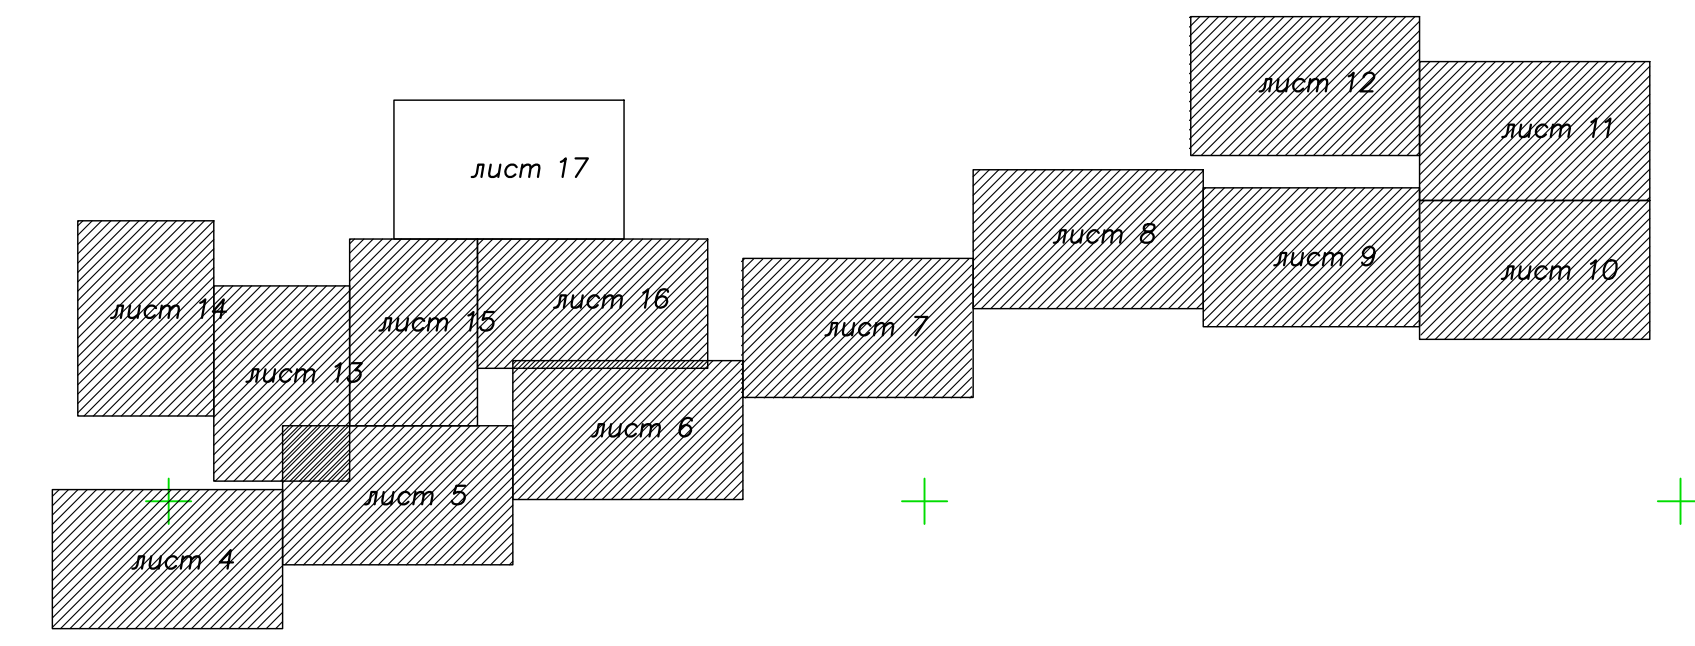 лист 12
лист 11
лист 17
лист 8
лист 9
лист 10
лист 14
лист 15
лист 16
лист 7
лист 13
лист 6
лист 5
лист 4